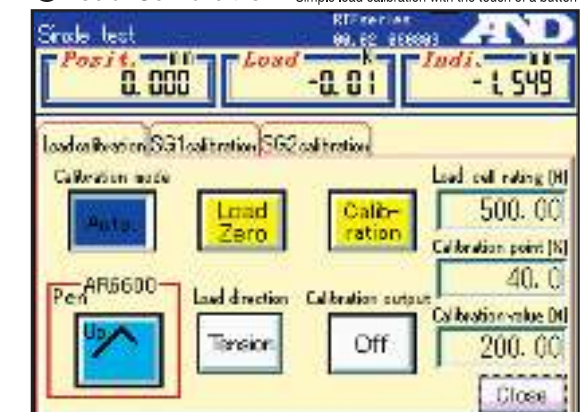 Simple load calibration with the touch of a button
Single test
RTF series
AND
Posit. mm
Load N
Indi. mm
0.000
-0.01
-1.549
Load calibration
SG1 calibration
SG2 calibration
Calibration mode
Auto.
Load Zero
Calib-
ration
Load cell rating [N]
500.00
Calibration point [%]
40.0
Calibration value [N]
200.00
AR6600
Pen
Up
Load direction
Tension
Calibration output
Off
Close